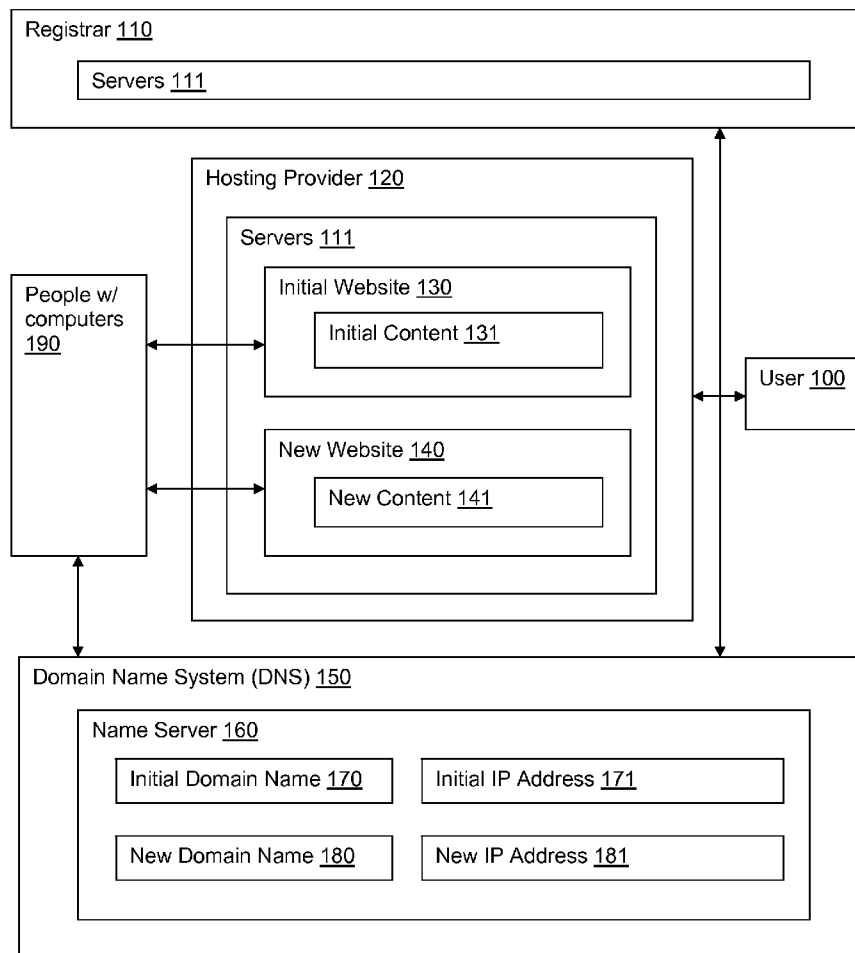 Registrar 110
Servers 111
Hosting Provider 120
Servers 111
Initial Website 130
Initial Content 131
People w/
computers
190
User 100
New Website 140
New Content 141
Domain Name System (DNS) 150
Name Server 160
Initial Domain Name 170
Initial IP Address 171
New Domain Name 180
New IP Address 181